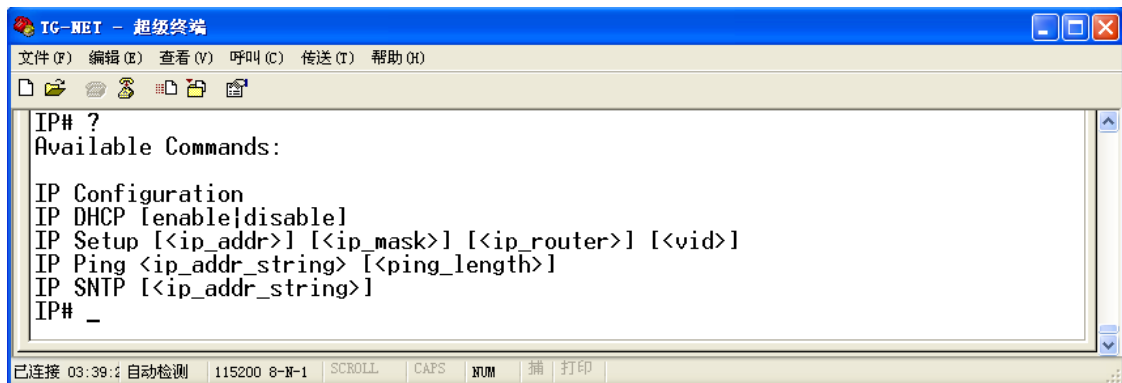 TG-NET - 超级终端
文件(F) 编辑(E) 查看(V) 呼叫(C) 传送(T) 帮助(H)
IP# ?
Available Commands:
IP Configuration
IP DHCP [enable|disable]
IP Setup [<ip_addr>] [<ip_mask>] [<ip_router>] [<vid>]
IP Ping <ip_addr_string> [<ping_length>]
IP SNTP [<ip_addr_string>]
IP# _
已连接 03:39:2 自动检测 115200 8-N-1 SCROLL CAPS NUM 捕 打印